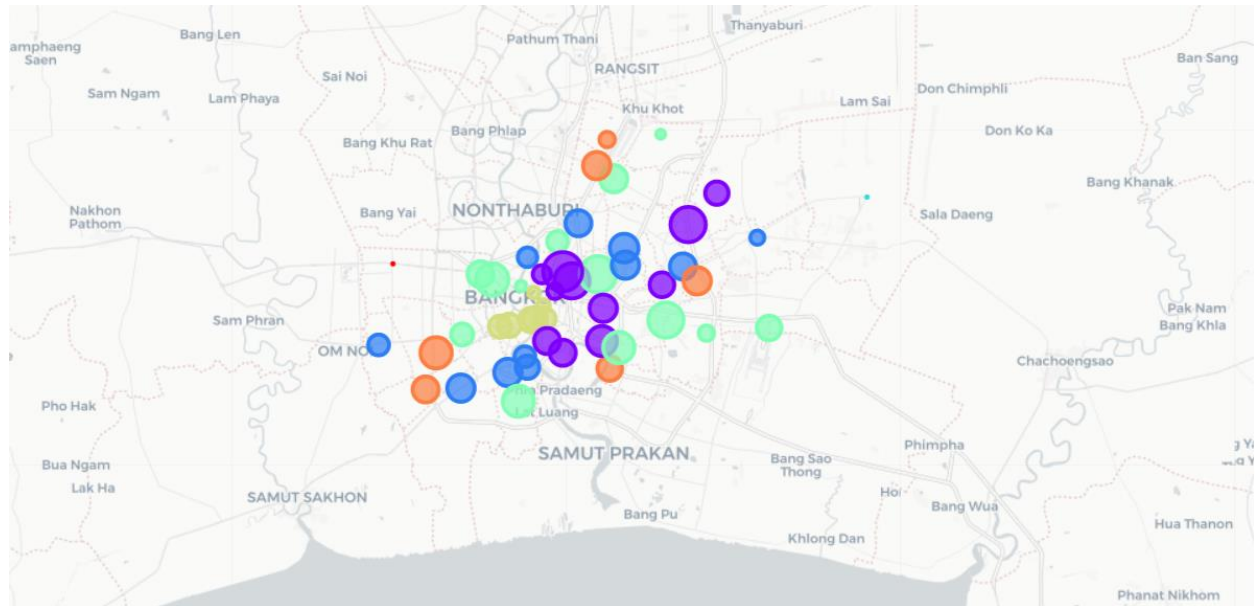 Bang Len
Thanyaburi
Pathum Thani
amphaeng
Saen
Ban Sang
RANGSIT
Sai Noi
Don Chimphli
Sam Ngam
Lam Phaya
Lam Sai
Khu Khot
Bang Phlap
Don Ko Ka
Bang Khu Rat
Bang Khanak
Nakhon
Pathom
Bang Yai
NONTHABURI
Sala Daeng
BANGKOK
Pak Nam
Bang Khla
Sam Phran
OM NO
Chachoengsao
Pradaeng
Luang
Pho Hak
Phimpha
SAMUT PRAKAN
Bang Sao
Thong
Bua Ngam
Lak Ha
SAMUT SAKHON
Hoi
Bang Wua
Bang Pu
Hua Thanon
Khlong Dan
Phanat Nikhom